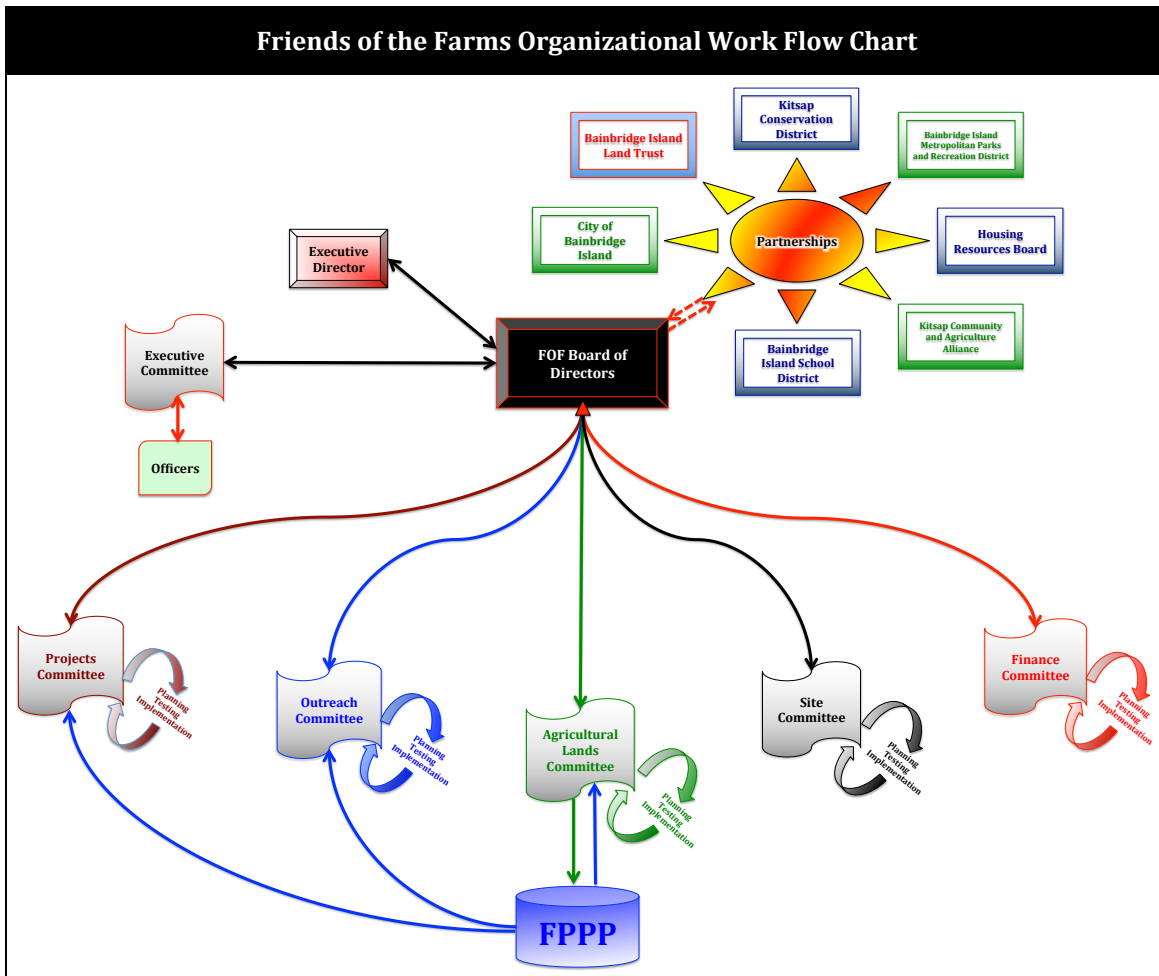 Friends of the Farms Organizational Work Flow Chart
Kitsap
Conservation
District
Bainbridge Island
Land Trust
Bainbridge Island
Metropolitan Parks
and Recreation District
City of
Bainbridge
Island
Partnerships
Housing
Resources Board
Executive
Director
Kitsap Community
and Agriculture
Alliance
Bainbridge
Island School
District
FOF Board of
Directors
Executive
Committee
Officers
Projects
Committee
Planning
Testing
Implementation
Outreach
Committee
Planning
Testing
Implementation
Agricultural
Lands
Committee
Planning
Testing
Implementation
Site
Committee
Planning
Testing
Implementation
Finance
Committee
Planning
Testing
Implementation
FPPP